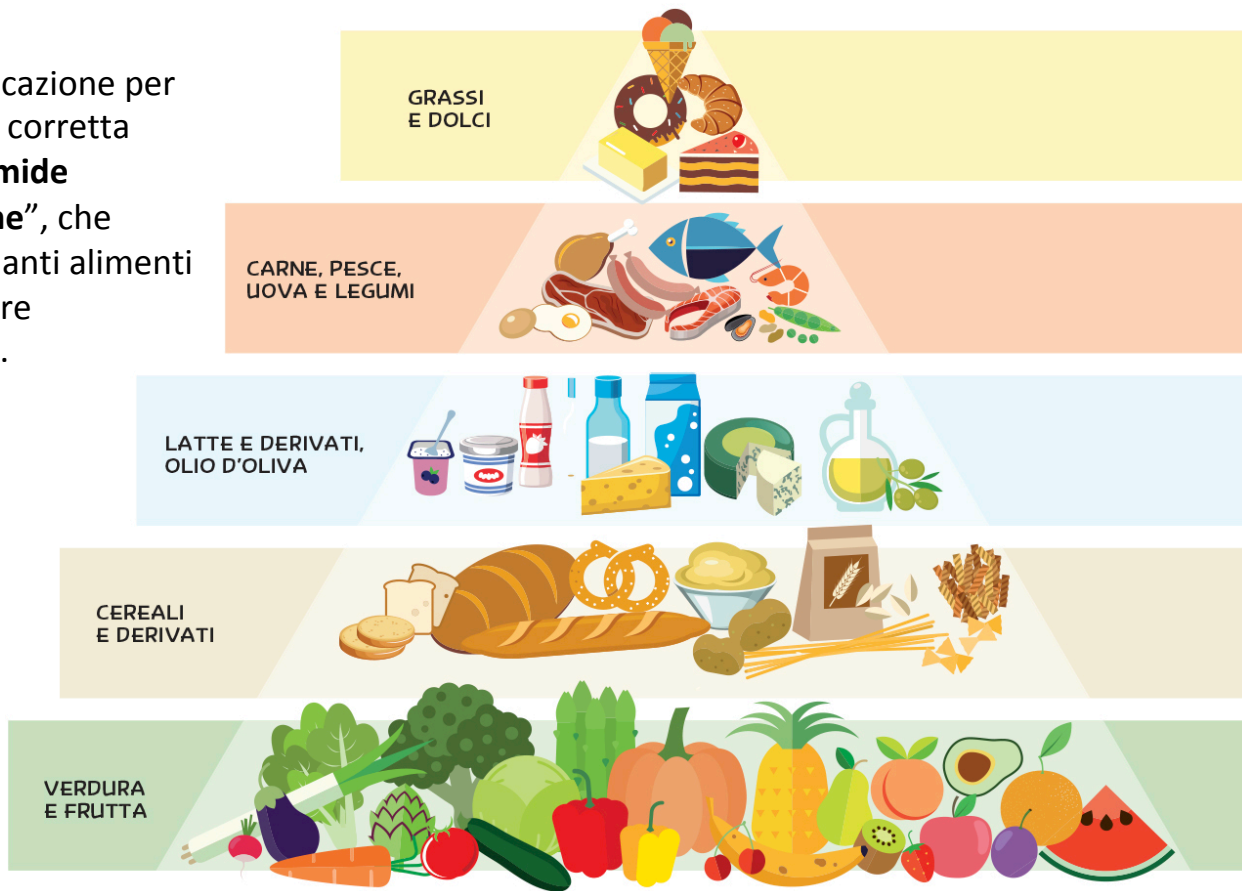 cazione per
corretta
mide
ne”, che
anti alimenti
re
.
GRASSI
E DOLCI
CARNE, PESCE,
UOVA E LEGUMI
LATTE E DERIVATI,
OLIO D'OLIVA
CEREALI
E DERIVATI
VERDURA
E FRUTTA